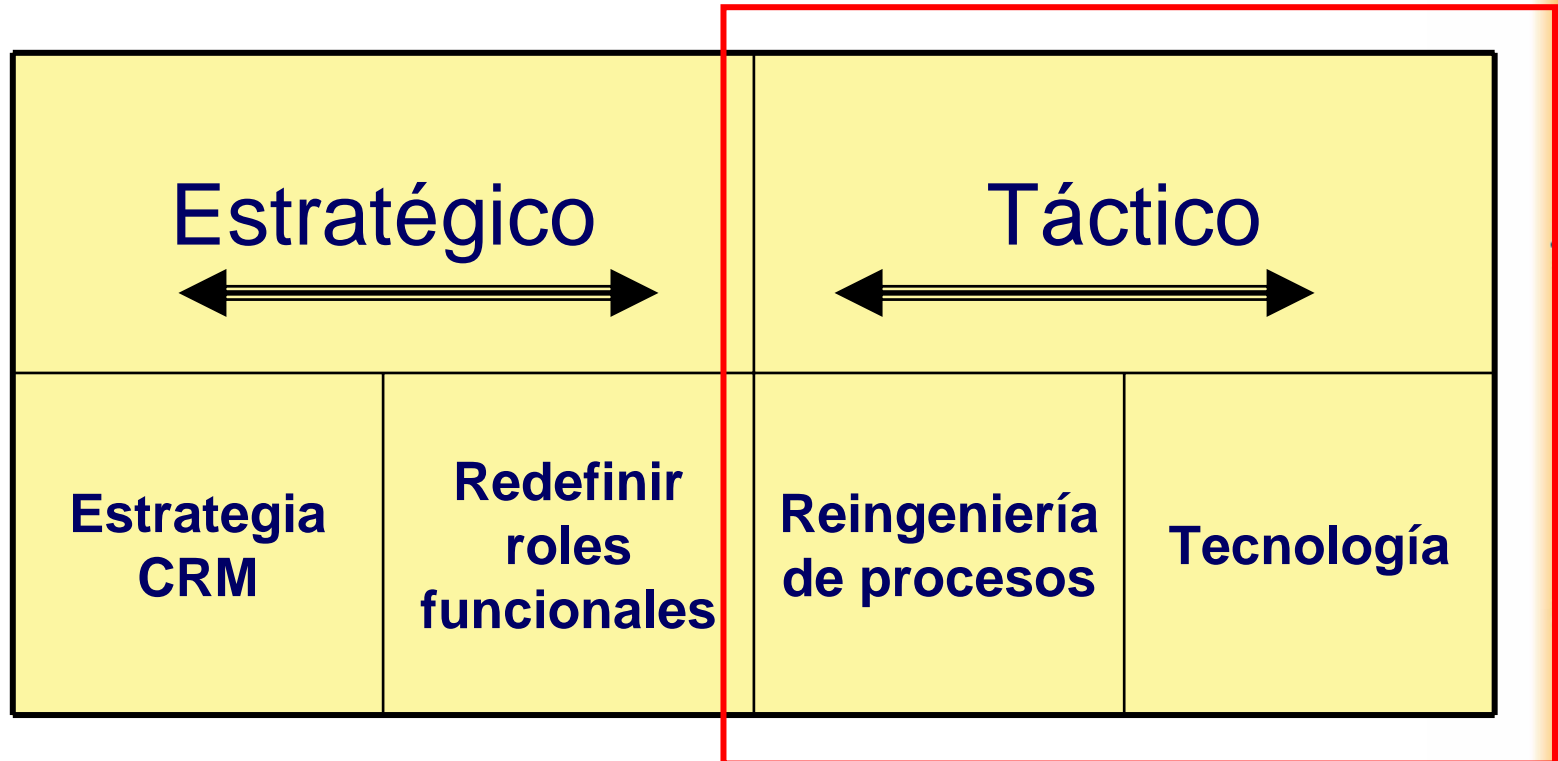 Estratégico
Táctico
Estrategia
CRM
Redefinir
roles
funcionales
Reingeniería
de procesos
Tecnología